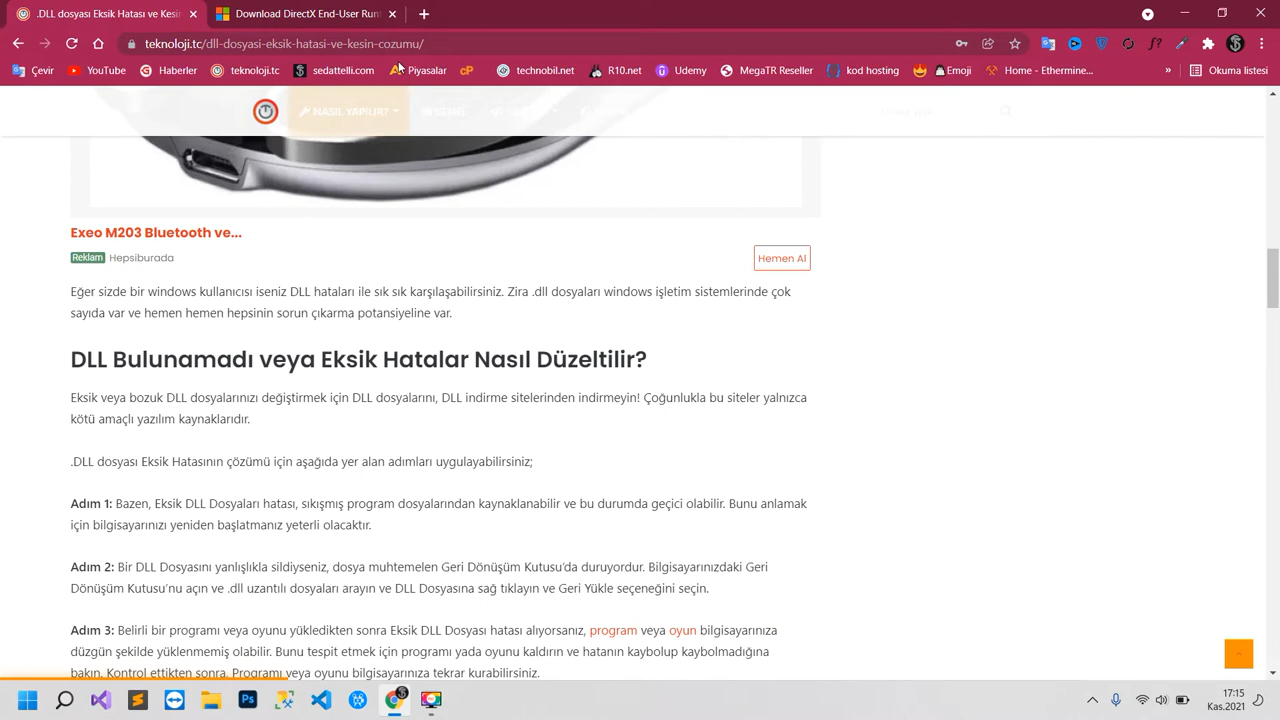 .DLL dosyası Eksik Hatası ve Kesin
Download DirectX End-User Runt
teknoloji.tc/dll-dosyasi-eksik-hatasi-ve-kesin-cozumu/
Çevir
YouTube
Haberler
teknoloji.tc
sedattelli.com
Piyasalar
cP
technobil.net
R10.net
Udemy
MegaTR Reseller
kod hosting
Emoji
Home - Ethermine...
»
Okuma listesi
NASIL YAPILIR?
Exeo M203 Bluetooth ve...
Reklam Hepsiburada
Hemen Al
Eğer sizde bir windows kullanıcısı iseniz DLL hataları ile sık sık karşılaşabilirsiniz. Zira .dll dosyaları windows işletim sistemlerinde çok
sayıda var ve hemen hemen hepsinin sorun çıkarma potansiyeline var.
DLL Bulunamadı veya Eksik Hatalar Nasıl Düzeltilir?
Eksik veya bozuk DLL dosyalarınızı değiştirmek için DLL dosyalarını, DLL indirme sitelerinden indirmeyin! Çoğunlukla bu siteler yalnızca
kötü amaçlı yazılım kaynaklarıdır.
.DLL dosyası Eksik Hatasının çözümü için aşağıda yer alan adımları uygulayabilirsiniz;
Adım 1: Bazen, Eksik DLL Dosyaları hatası, sıkışmış program dosyalarından kaynaklanabilir ve bu durumda geçici olabilir. Bunu anlamak
için bilgisayarınızı yeniden başlatmanız yeterli olacaktır.
Adım 2: Bir DLL Dosyasını yanlışlıkla sildiyseniz, dosya muhtemelen Geri Dönüşüm Kutusu’da duruyordur. Bilgisayarınızdaki Geri
Dönüşüm Kutusu’nu açın ve .dll uzantılı dosyaları arayın ve DLL Dosyasına sağ tıklayın ve Geri Yükle seçeneğini seçin.
Adım 3: Belirli bir programı veya oyunu yükledikten sonra Eksik DLL Dosyası hatası alıyorsanız, program veya oyun bilgisayarınıza
düzgün şekilde yüklenmemiş olabilir. Bunu tespit etmek için programı yada oyunu kaldırın ve hatanın kaybolup kaybolmadığına
bakın. Kontrol ettikten sonra. Programı veya oyunu bilgisayarınıza tekrar kurabilirsiniz.
17:15
Kas.2021